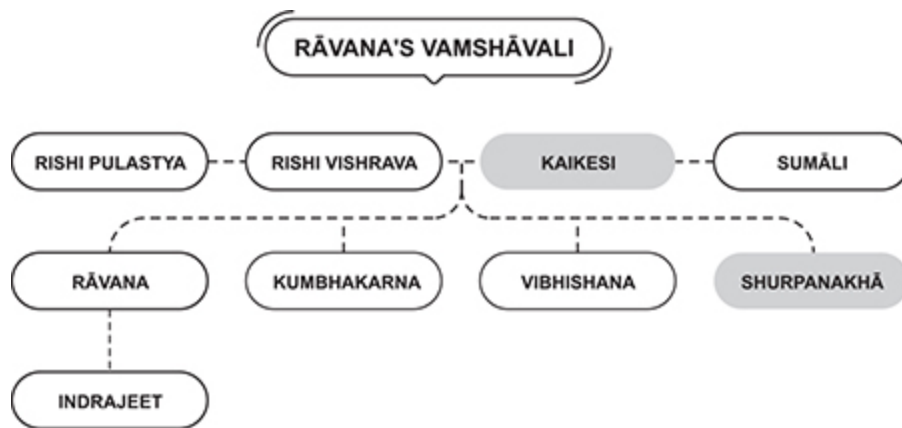 RĀVANA'S VAMSHĀVALI
RISHI PULASTYA
RISHI VISHRAVA
KAIKESI
SUMĀLI
RĀVANA
KUMBHAKARNA
VIBHISHANA
SHURPANAKHĀ
INDRAJEET